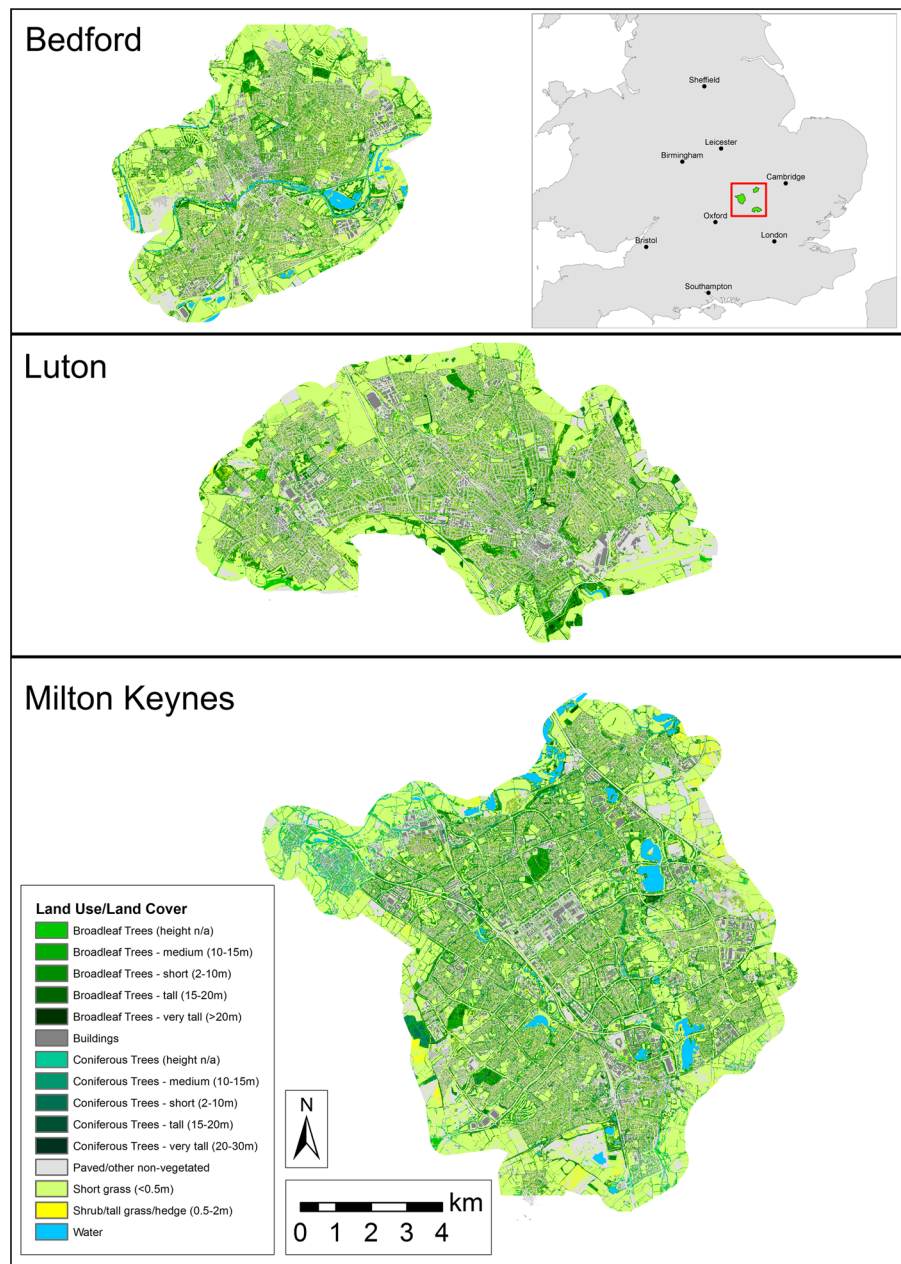 Bedford
Sheffield
Leicester
Birmingham
Cambridge
Oxford
London
Bristol
Southampton
Luton
Milton Keynes
Land Use/Land Cover
Broadleaf Trees (height n/a)
Broadleaf Trees - medium (10-15m)
Broadleaf Trees - short (2-10m)
Broadleaf Trees - tall (15-20m)
Broadleaf Trees - very tall (>20m)
Buildings
Coniferous Trees (height n/a)
Coniferous Trees - medium (10-15m)
Coniferous Trees - short (2-10m)
Coniferous Trees - tall (15-20m)
Coniferous Trees - very tall (20-30m)
Paved/other non-vegetated
Short grass (<0.5m)
Shrub/tall grass/hedge (0.5-2m)
Water
N
km
0 1 2 3 4